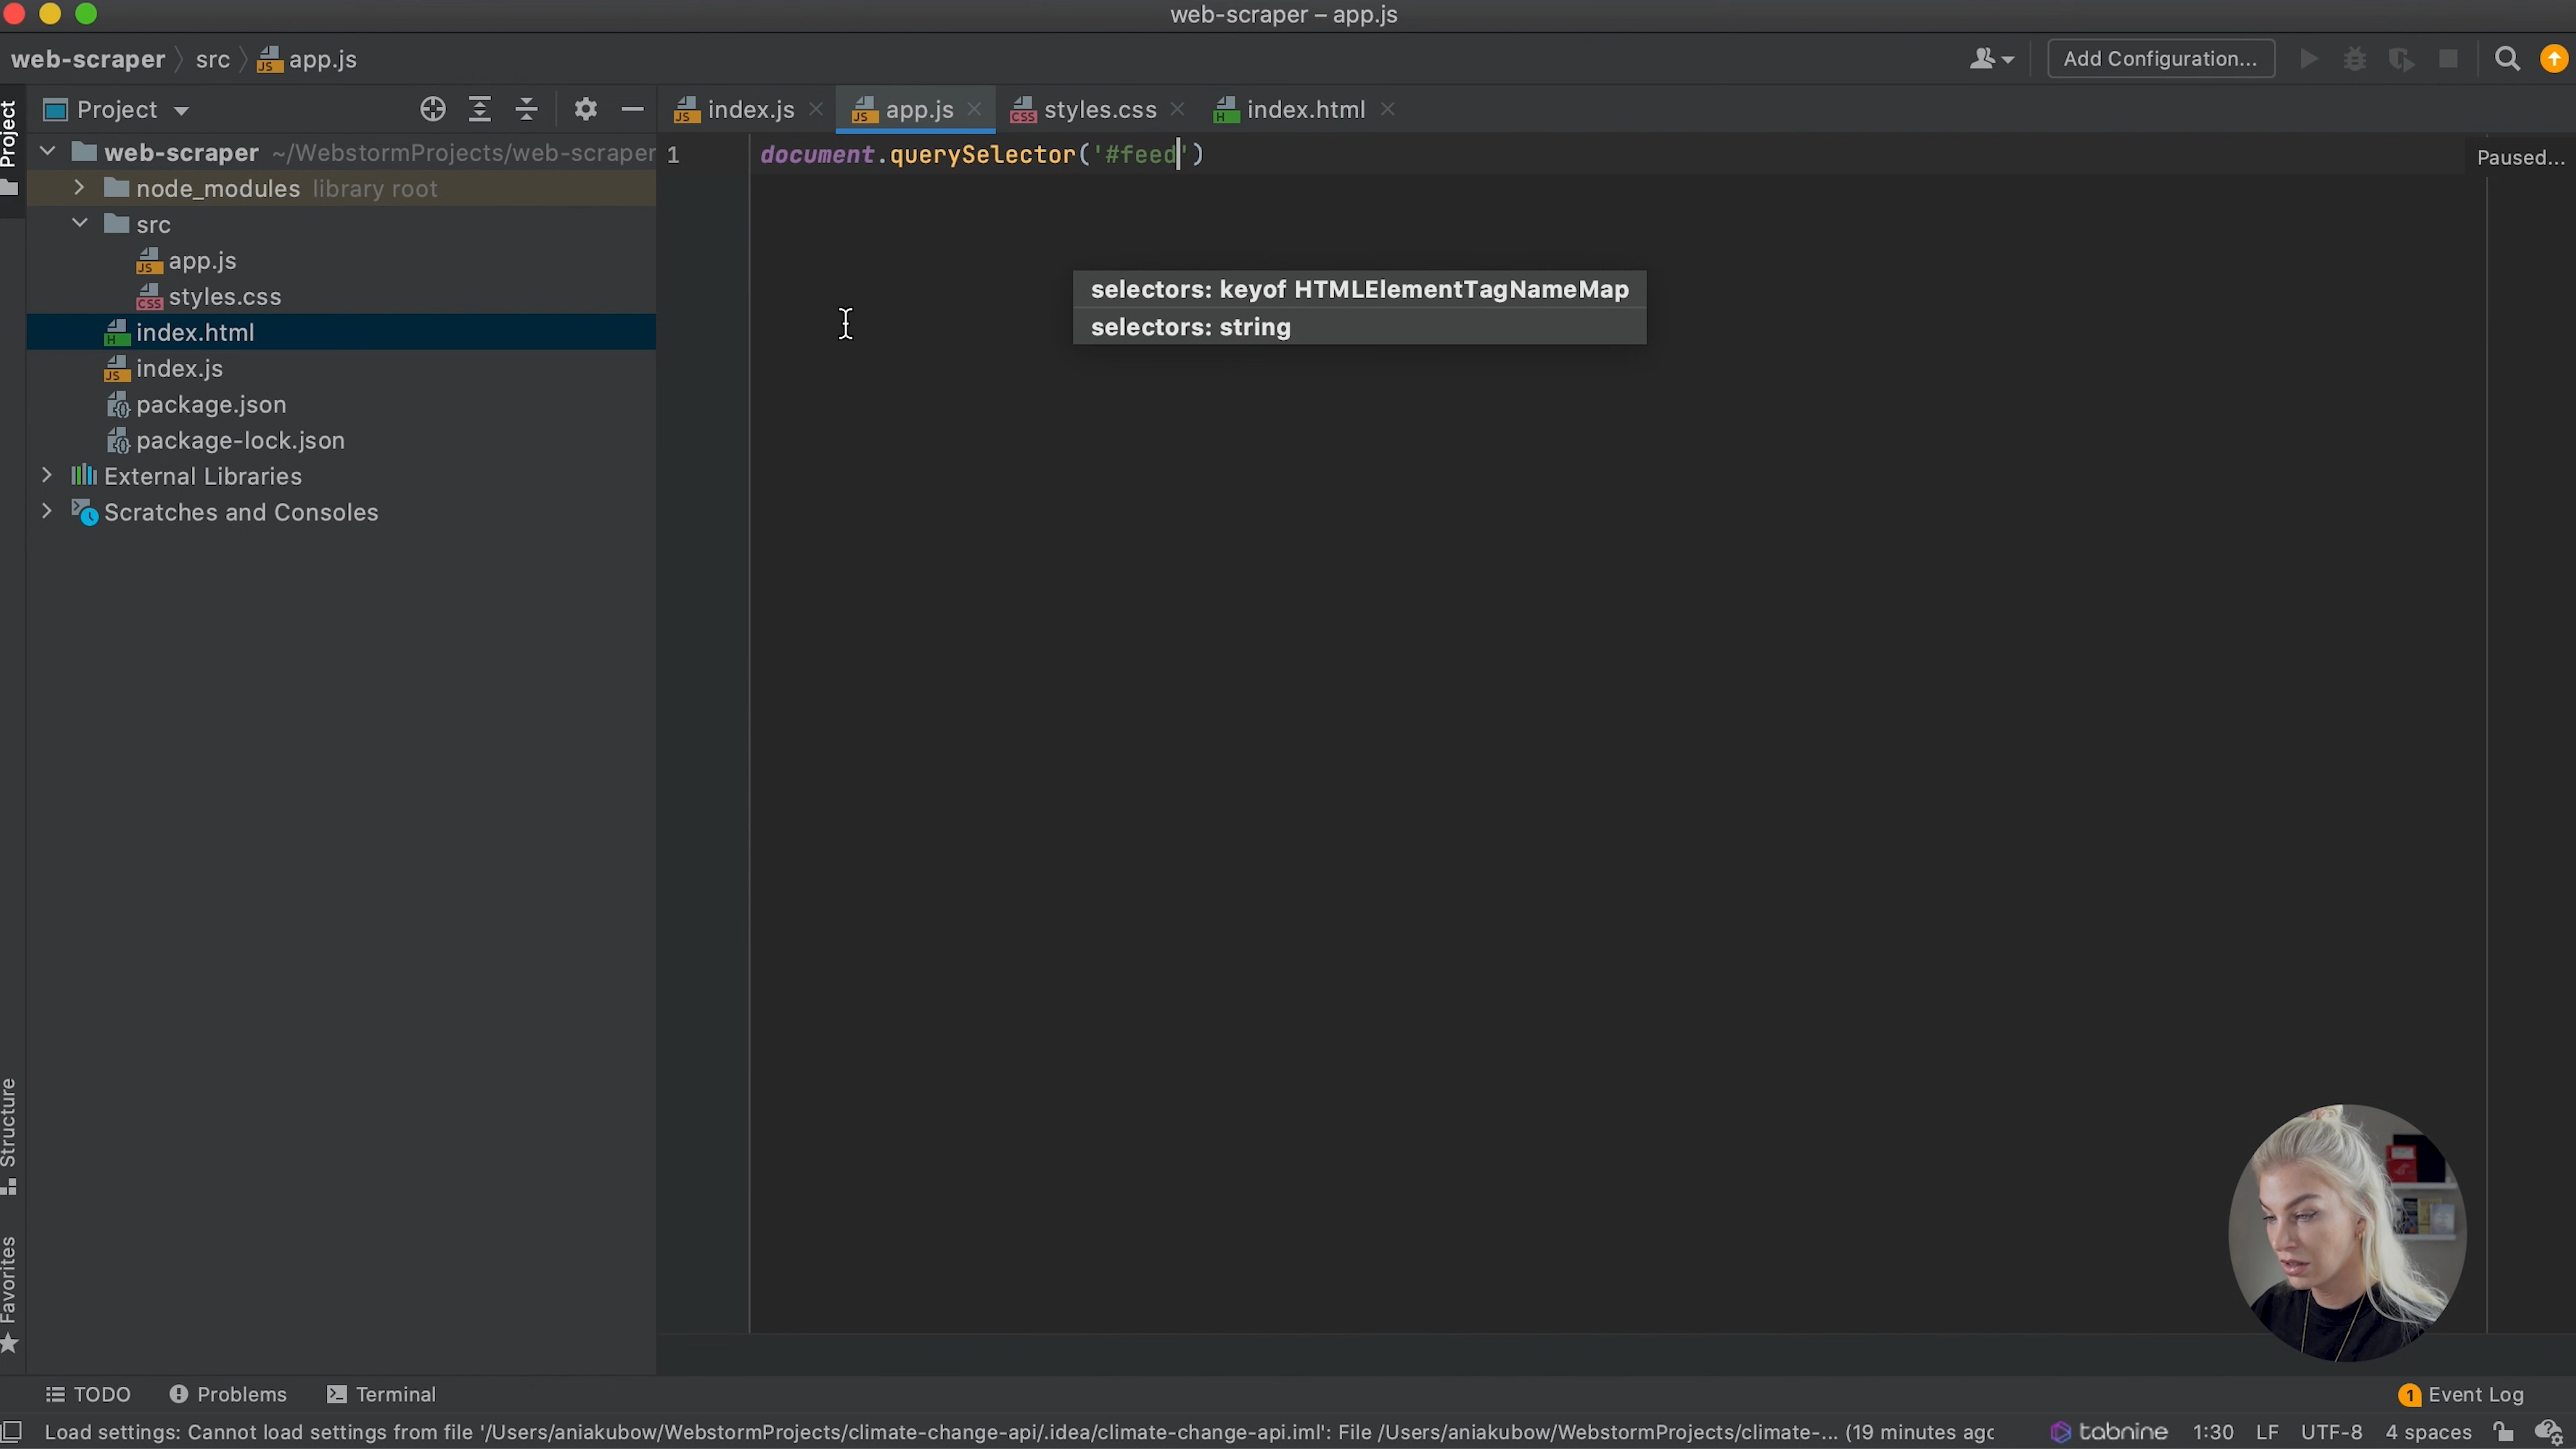 web-scraper – app.js
web-scraper src app.js
Add Configuration...
Project
Project
index.js
app.js
styles.css
index.html
web-scraper ~/WebstormProjects/web-scraper
1 document.querySelector('#feed')
Paused...
node_modules library root
src
app.js
selectors: keyof HTMLElementTagNameMap
styles.css
selectors: string
index.html
index.js
package.json
package-lock.json
External Libraries
Scratches and Consoles
Structure
Favorites
TODO
Problems
Terminal
1 Event Log
Load settings: Cannot load settings from file '/Users/aniakubow/WebstormProjects/climate-change-api/.idea/climate-change-api.iml': File /Users/aniakubow/WebstormProjects/climate-... (19 minutes ago
tabnine 1:30 LF UTF-8 4 spaces